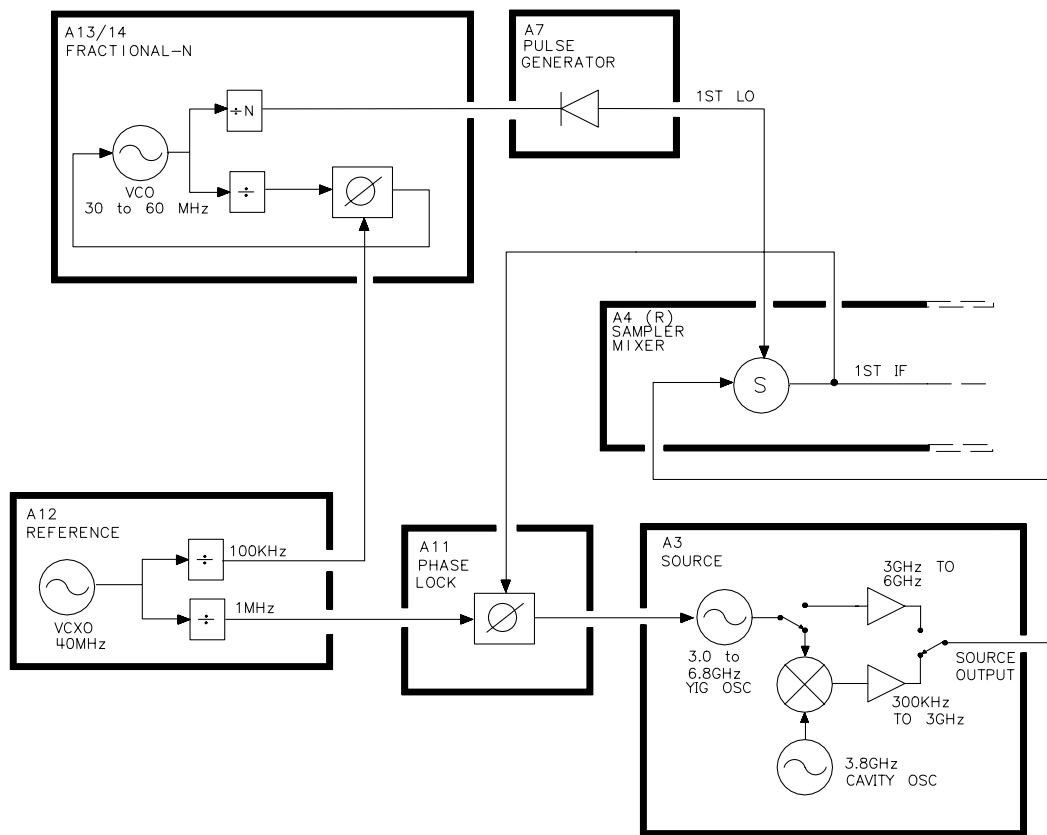 A13/14
FRACTIONAL-N
÷N
VCO
30 to 60 MHz
÷
A7
PULSE
GENERATOR
1ST LO
A4 (R)
SAMPLER
MIXER
S
1ST IF
A12
REFERENCE
÷
100KHz
÷
1MHz
VCXO
40MHz
A11
PHASE
LOCK
A3
SOURCE
3GHz TO
6GHz
3.0 to
6.8GHz
YIG OSC
SOURCE
OUTPUT
300KHz
TO 3GHz
3.8GHz
CAVITY OSC